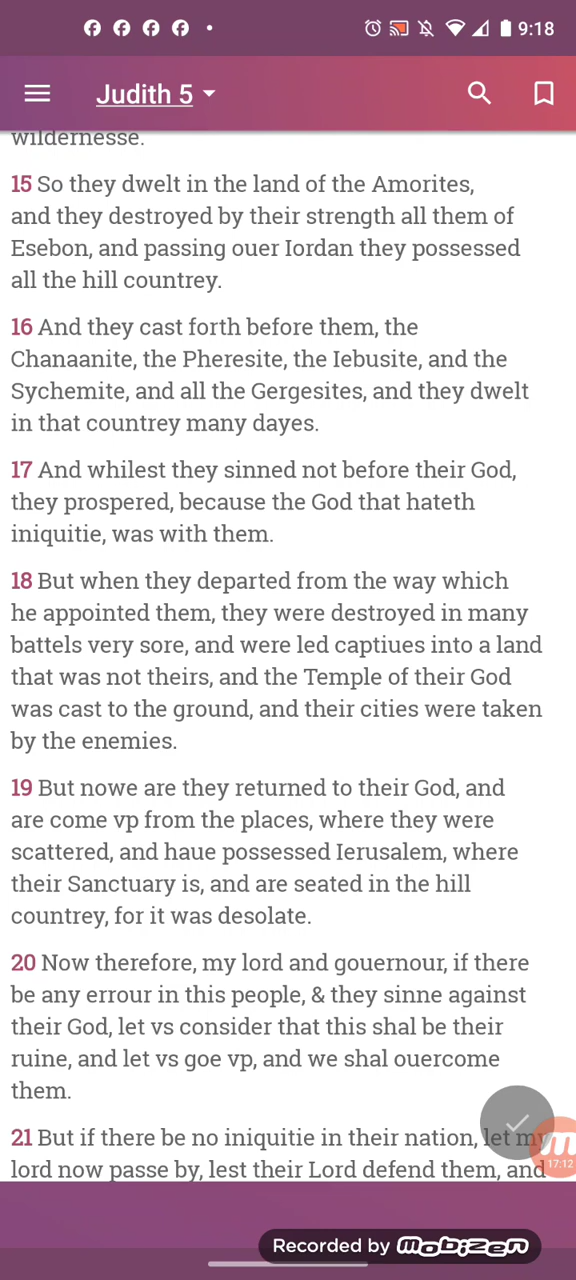 9:18
Judith 5
wildernesse.
15 So they dwelt in the land of the Amorites,
and they destroyed by their strength all them of
Esebon, and passing ouer Iordan they possessed
all the hill countrey.
16 And they cast forth before them, the
Chanaanite, the Pheresite, the Iebusite, and the
Sychemite, and all the Gergesites, and they dwelt
in that countrey many dayes.
17 And whilest they sinned not before their God,
they prospered, because the God that hateth
iniquitie, was with them.
18 But when they departed from the way which
he appointed them, they were destroyed in many
battels very sore, and were led captiues into a land
that was not theirs, and the Temple of their God
was cast to the ground, and their cities were taken
by the enemies.
19 But nowe are they returned to their God, and
are come vp from the places, where they were
scattered, and haue possessed Ierusalem, where
their Sanctuary is, and are seated in the hill
countrey, for it was desolate.
20 Now therefore, my lord and gouernour, if there
be any errour in this people, & they sinne against
their God, let vs consider that this shal be their
ruine, and let vs goe vp, and we shal ouercome
them.
21 But if there be no iniquitie in their nation, let my
lord now passe by, lest their Lord defend them, and
17:12
Recorded by mobizen